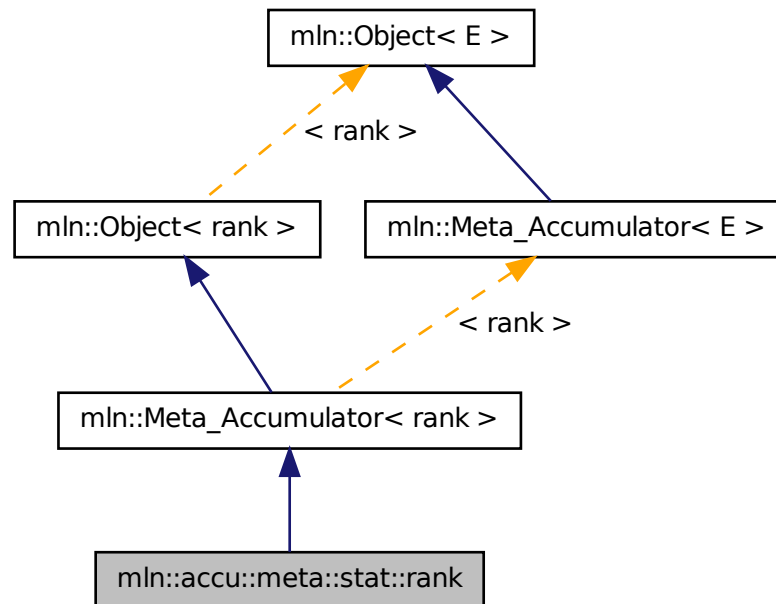 mln::Object< E >
< rank >
mln::Object< rank >
mln::Meta_Accumulator< E >
< rank >
mln::Meta_Accumulator< rank >
mln::accu::meta::stat::rank